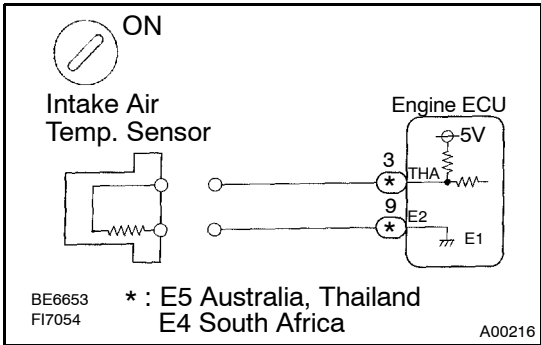 ON
Intake Air
Temp. Sensor
Engine ECU
5V
3
THA
9
E2
E1
BE6653
FI7054
* : E5 Australia, Thailand
E4 South Africa
A00216